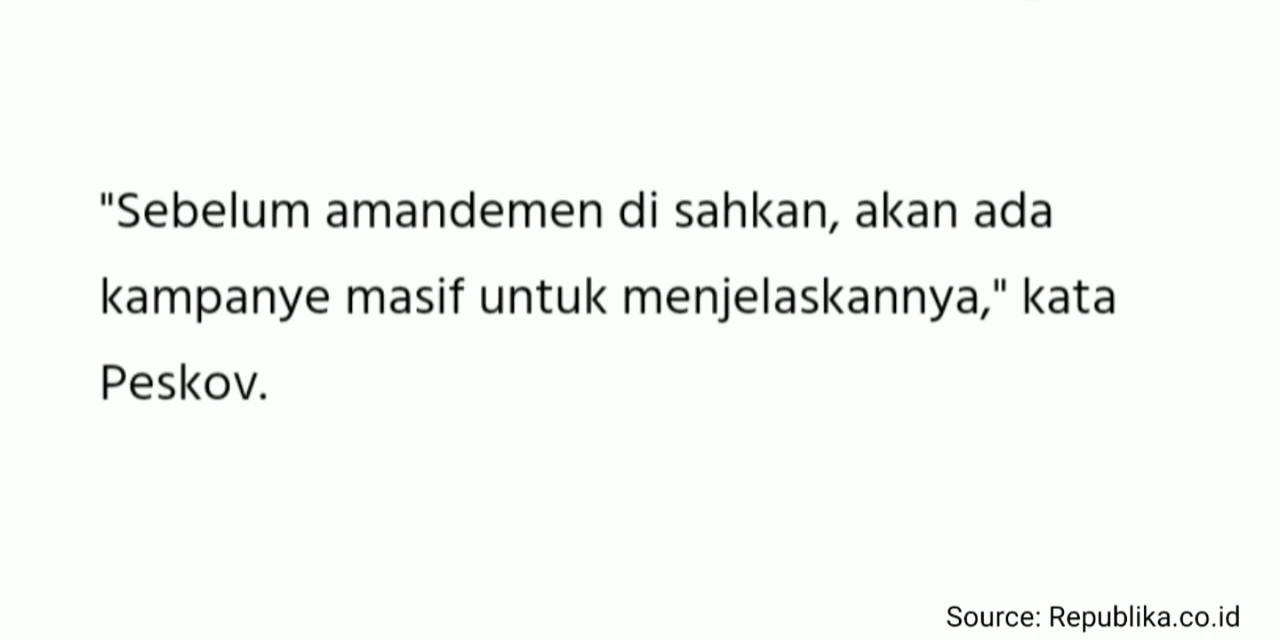 "Sebelum amandemen di sahkan, akan ada
kampanye masif untuk menjelaskannya," kata
Peskov.
Source: Republika.co.id